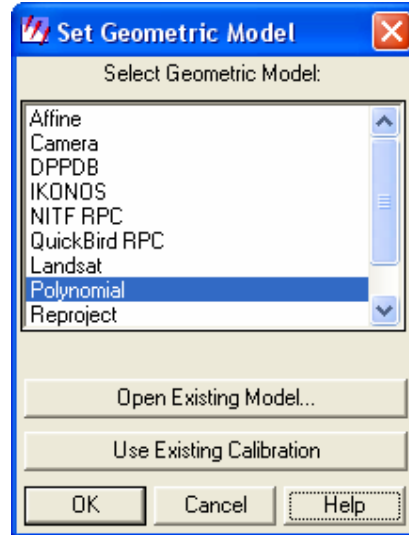 Set Geometric Model
Select Geometric Model:
Affine
Camera
DPPDB
IKONOS
NITF RPC
QuickBird RPC
Landsat
Polynomial
Reproject
Open Existing Model...
Use Existing Calibration
OK Cancel Help